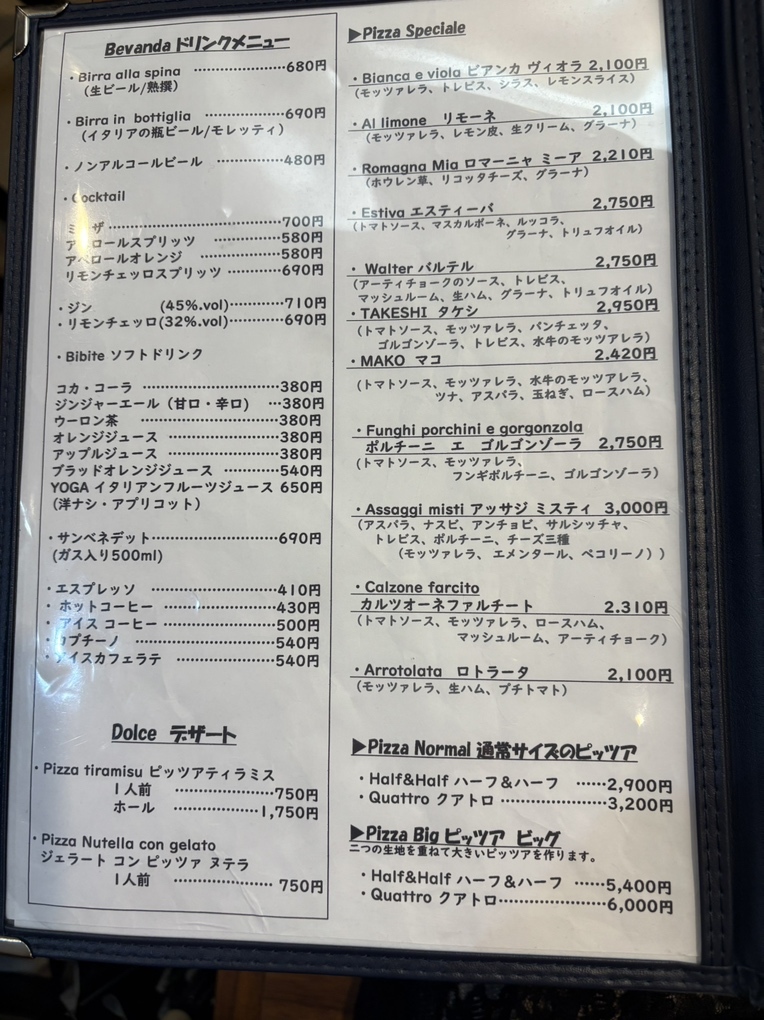 Bevanda ドリンクメニュー
・Birra alla spina ………………680円
(生ビール/熟撰)
・Birra in bottiglia ………………690円
(イタリアの瓶ビール/モレッティ)
・ノンアルコールビール ………………480円
・Cocktail
ザ………………700円
ロールスプリッツ ………………580円
アペロールオレンジ ………………580円
リモンチェッロスプリッツ………………690円
・ジン (45%.vol)………………710円
・リモンチェッロ(32%.vol)………………690円
・Bibite ソフトドリンク
コカ・コーラ ………………380円
ジンジャーエール（甘口・辛口） …380円
ウーロン茶 ………………380円
オレンジジュース ………………380円
アップルジュース ………………380円
ブラッドオレンジジュース …………540円
YOGA イタリアンフルーツジュース 650円
(洋ナシ・アプリコット)
・サンベネデット………………690円
(ガス入り500ml)
・エスプレッソ ………………410円
・ホットコーヒー ………………430円
・アイス コーヒー………………500円
・カプチーノ ………………540円
・アイスカフェラテ …………540円
Dolce デザート
・Pizza tiramisu ピッツアティラミス
1人前 ………………750円
ホール ………………1,750円
・Pizza Nutella con gelato
ジェラート コン ピッツァ ヌテラ
1人前 ………………750円
▶Pizza Speciale
・Bianca e viola ビアンカ ヴィオラ 2,100円
(モッツァレラ、トレビス、シラス、レモンスライス)
・Al limone リモーネ 2,100円
(モッツァレラ、レモン皮、生クリーム、グラーナ)
・Romagna Mia ロマーニャ ミーア 2,210円
(ホウレン草、リコッタチーズ、グラーナ)
・Estiva エスティーバ 2,750円
(トマトソース、マスカルポーネ、ルッコラ、
グラーナ、トリュフオイル)
・Walter バルテル 2,750円
(アーティチョークのソース、トレビス、
マッシュルーム、生ハム、グラーナ、トリュフオイル)
・TAKESHI タケシ 2,950円
(トマトソース、モッツァレラ、パンチェッタ、
ゴルゴンゾーラ、トレビス、水牛のモッツアレラ)
・MAKO マコ 2.420円
(トマトソース、モッツァレラ、水牛のモッツアレラ、
ツナ、アスパラ、玉ねぎ、ロースハム)
・Funghi porchini e gorgonzola
ポルチーニ エ ゴルゴンゾーラ 2,750円
(トマトソース、モッツァレラ、
フンギポルチーニ、ゴルゴンゾーラ)
・Assaggi misti アッサジ ミスティ 3,000円
(アスパラ、ナスビ、アンチョビ、サルシッチャ、
トレビス、ポルチーニ、チーズ三種
(モッツァレラ、エメンタール、ペコリーノ))
・Calzone farcito
カルツオーネファルチート 2.310円
(トマトソース、モッツァレラ、ロースハム、
マッシュルーム、アーティチョーク)
・Arrotolata ロトラータ 2,100円
(モッツァレラ、生ハム、プチトマト)
▶Pizza Normal 通常サイズのピッツア
・Half&Half ハーフ＆ハーフ ……2,900円
・Quattro クアトロ………………3,200円
▶Pizza Big ピッツア ビッグ
二つの生地を重ねて大きいピッツアを作ります。
・Half&Half ハーフ＆ハーフ ……5,400円
・Quattro クアトロ………………6,000円